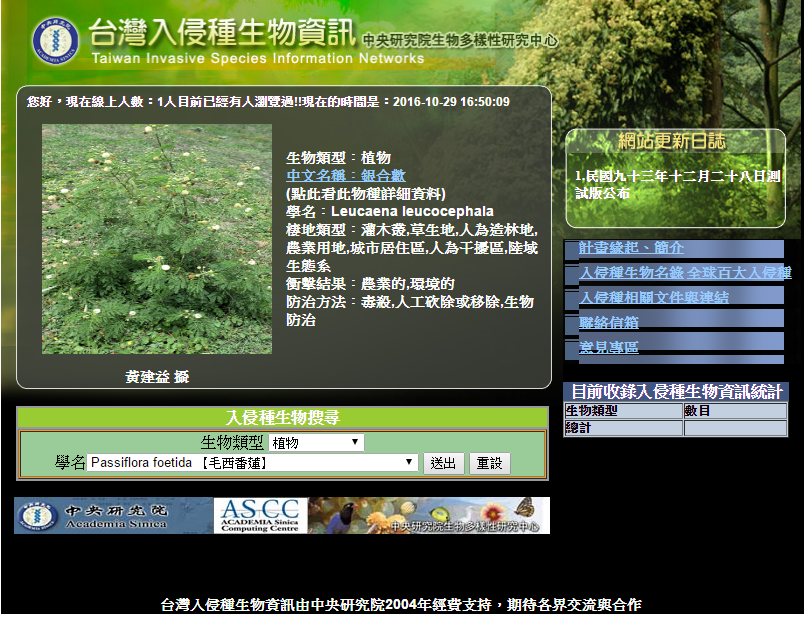 台灣入侵種生物資訊 中央研究院生物多樣性研究中心
Taiwan Invasive Species Information Networks
您好，現在線上人數：1人目前已經有人瀏覽過!!現在的時間是：2016-10-29 16:50:09
生物類型：植物
中文名稱：銀合歡
(點此看此物種詳細資料)
學名：Leucaena leucocephala
棲地類型：灌木叢,草生地,人為造林地,
農業用地,城市居住區,人為干擾區,陸域
生態系
衝擊結果：農業的,環境的
防治方法：毒殺,人工砍除或移除,生物
防治
黃建益 攝
網站更新日誌
1.民國九十三年十二月二十八日測
試版公布
計畫緣起、簡介
入侵種生物名錄 全球百大入侵種
入侵種相關文件與連結
聯絡信箱
意見專區
目前收錄入侵種生物資訊統計
生物類型 數目
總計
入侵種生物搜尋
生物類型 植物
學名 Passiflora foetida 【毛西番蓮】 送出 重設
中央研究院
Academia Sinica
ASCC
ACADEMIA Sinica
Computing Centre
中央研究院生物多樣性研究中心
台灣入侵種生物資訊由中央研究院2004年經費支持，期待各界交流與合作